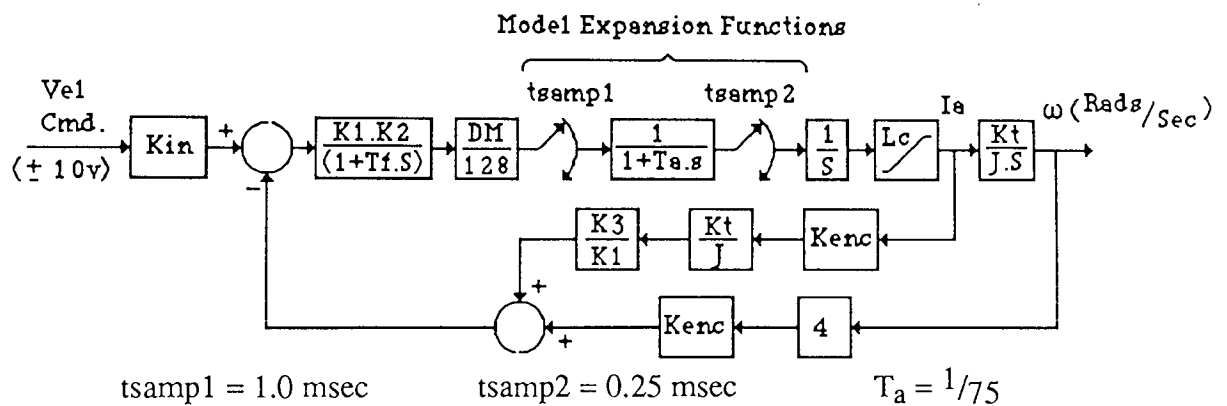 Model Expansion Functions
Vel
Cmd.
(± 10v)
Kin
+
−
K1.K2
(1+Tf.S)
DM
128
tsamp1
1
1+Ta.s
tsamp2
1
S
Lc
Ia
Kt
J.S
ω(Rads/Sec)
K3
K1
Kt
J
Kenc
+
+
Kenc
4
tsamp1 = 1.0 msec tsamp2 = 0.25 msec Ta = 1/75